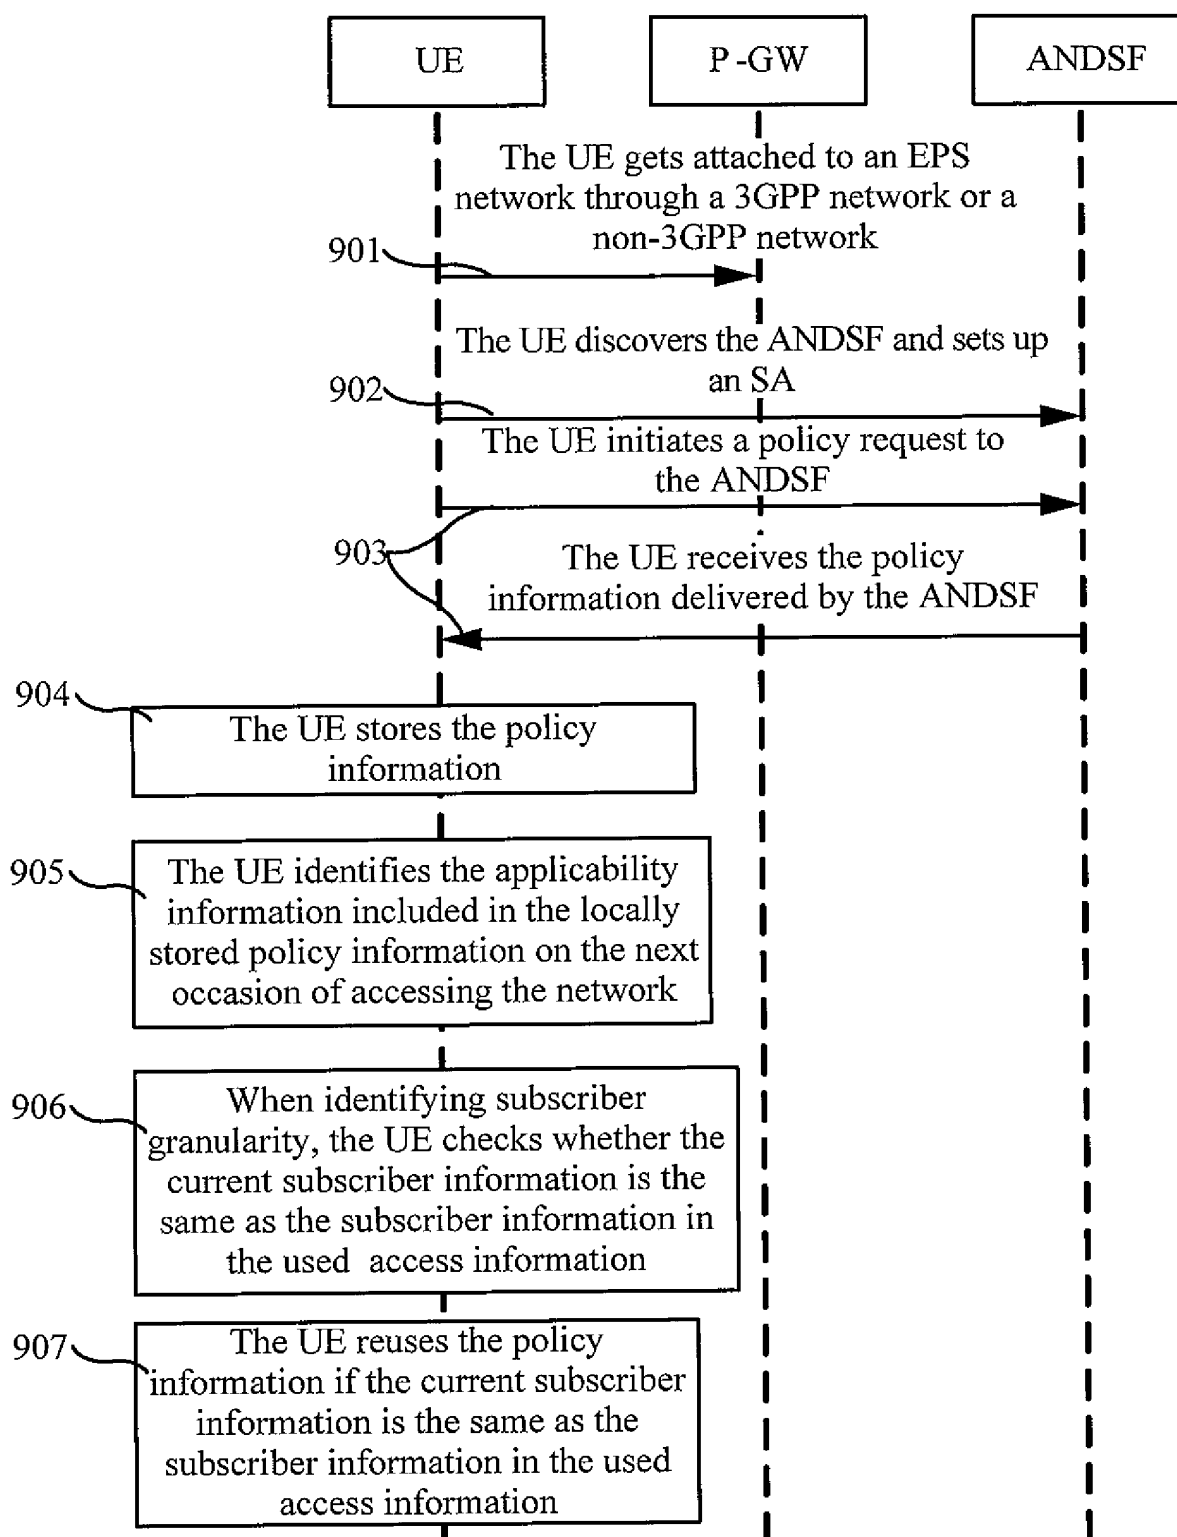 UE
P-GW
ANDSF
The UE gets attached to an EPS
network through a 3GPP network or a
non-3GPP network
901
The UE discovers the ANDSF and sets up
an SA
902
The UE initiates a policy request to
the ANDSF
903
The UE receives the policy
information delivered by the ANDSF
904
The UE stores the policy
information
905
The UE identifies the applicability
information included in the locally
stored policy information on the next
occasion of accessing the network
906
When identifying subscriber
granularity, the UE checks whether the
current subscriber information is the
same as the subscriber information in
the used access information
907
The UE reuses the policy
information if the current subscriber
information is the same as the
subscriber information in the used
access information